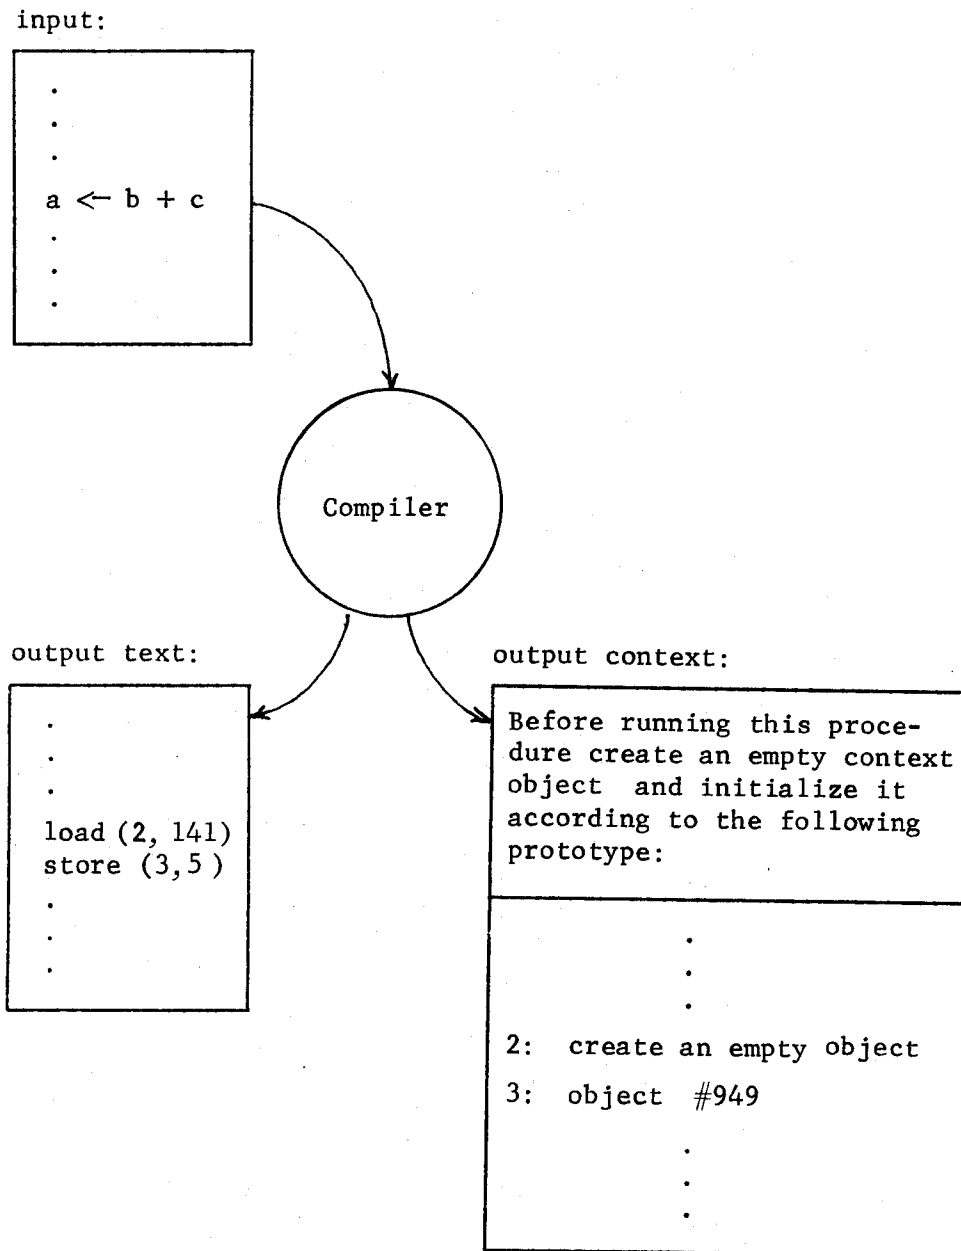 input:
.
.
.
a <- b + c
.
.
.
Compiler
output text:
.
.
.
load (2, 141)
store (3,5 )
.
.
.
output context:
Before running this proce-
dure create an empty context
object and initialize it
according to the following
prototype:
.
.
.
2: create an empty object
3: object #949
.
.
.